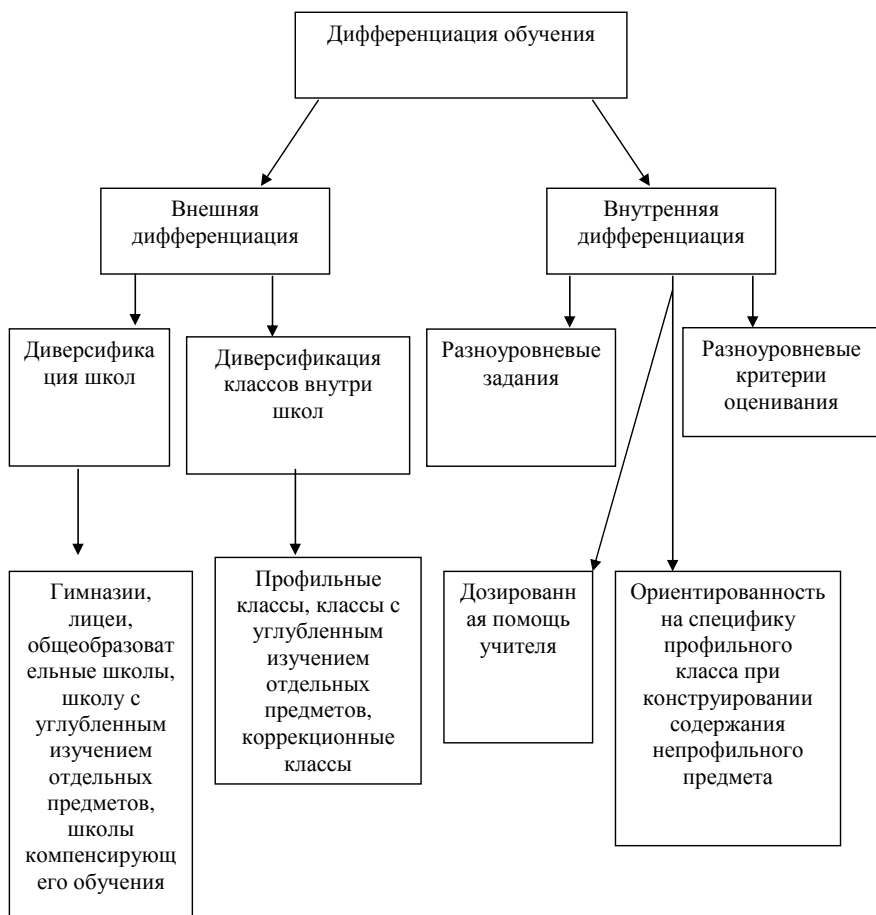 Дифференциация обучения
Внешняя
дифференциация
Внутренняя
дифференциация
Диверсифика
ция школ
Диверсификация
классов внутри
школ
Разноуровневые
задания
Разноуровневые
критерии
оценивания
Гимназии,
лицеи,
общеобразоват
ельные школы,
школу с
углубленным
изучением
отдельных
предметов,
школы
компенсирующ
его обучения
Профильные
классы, классы с
углубленным
изучением
отдельных
предметов,
коррекционные
классы
Дозированн
ая помощь
учителя
Ориентированность
на специфику
профильного
класса при
конструировании
содержания
непрофильного
предмета